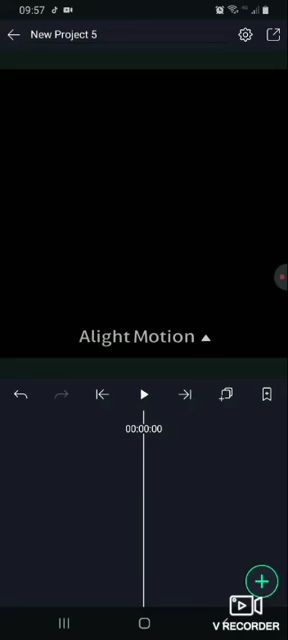 09:57
New Project 5
Alight Motion
00:00:00
V RECORDER